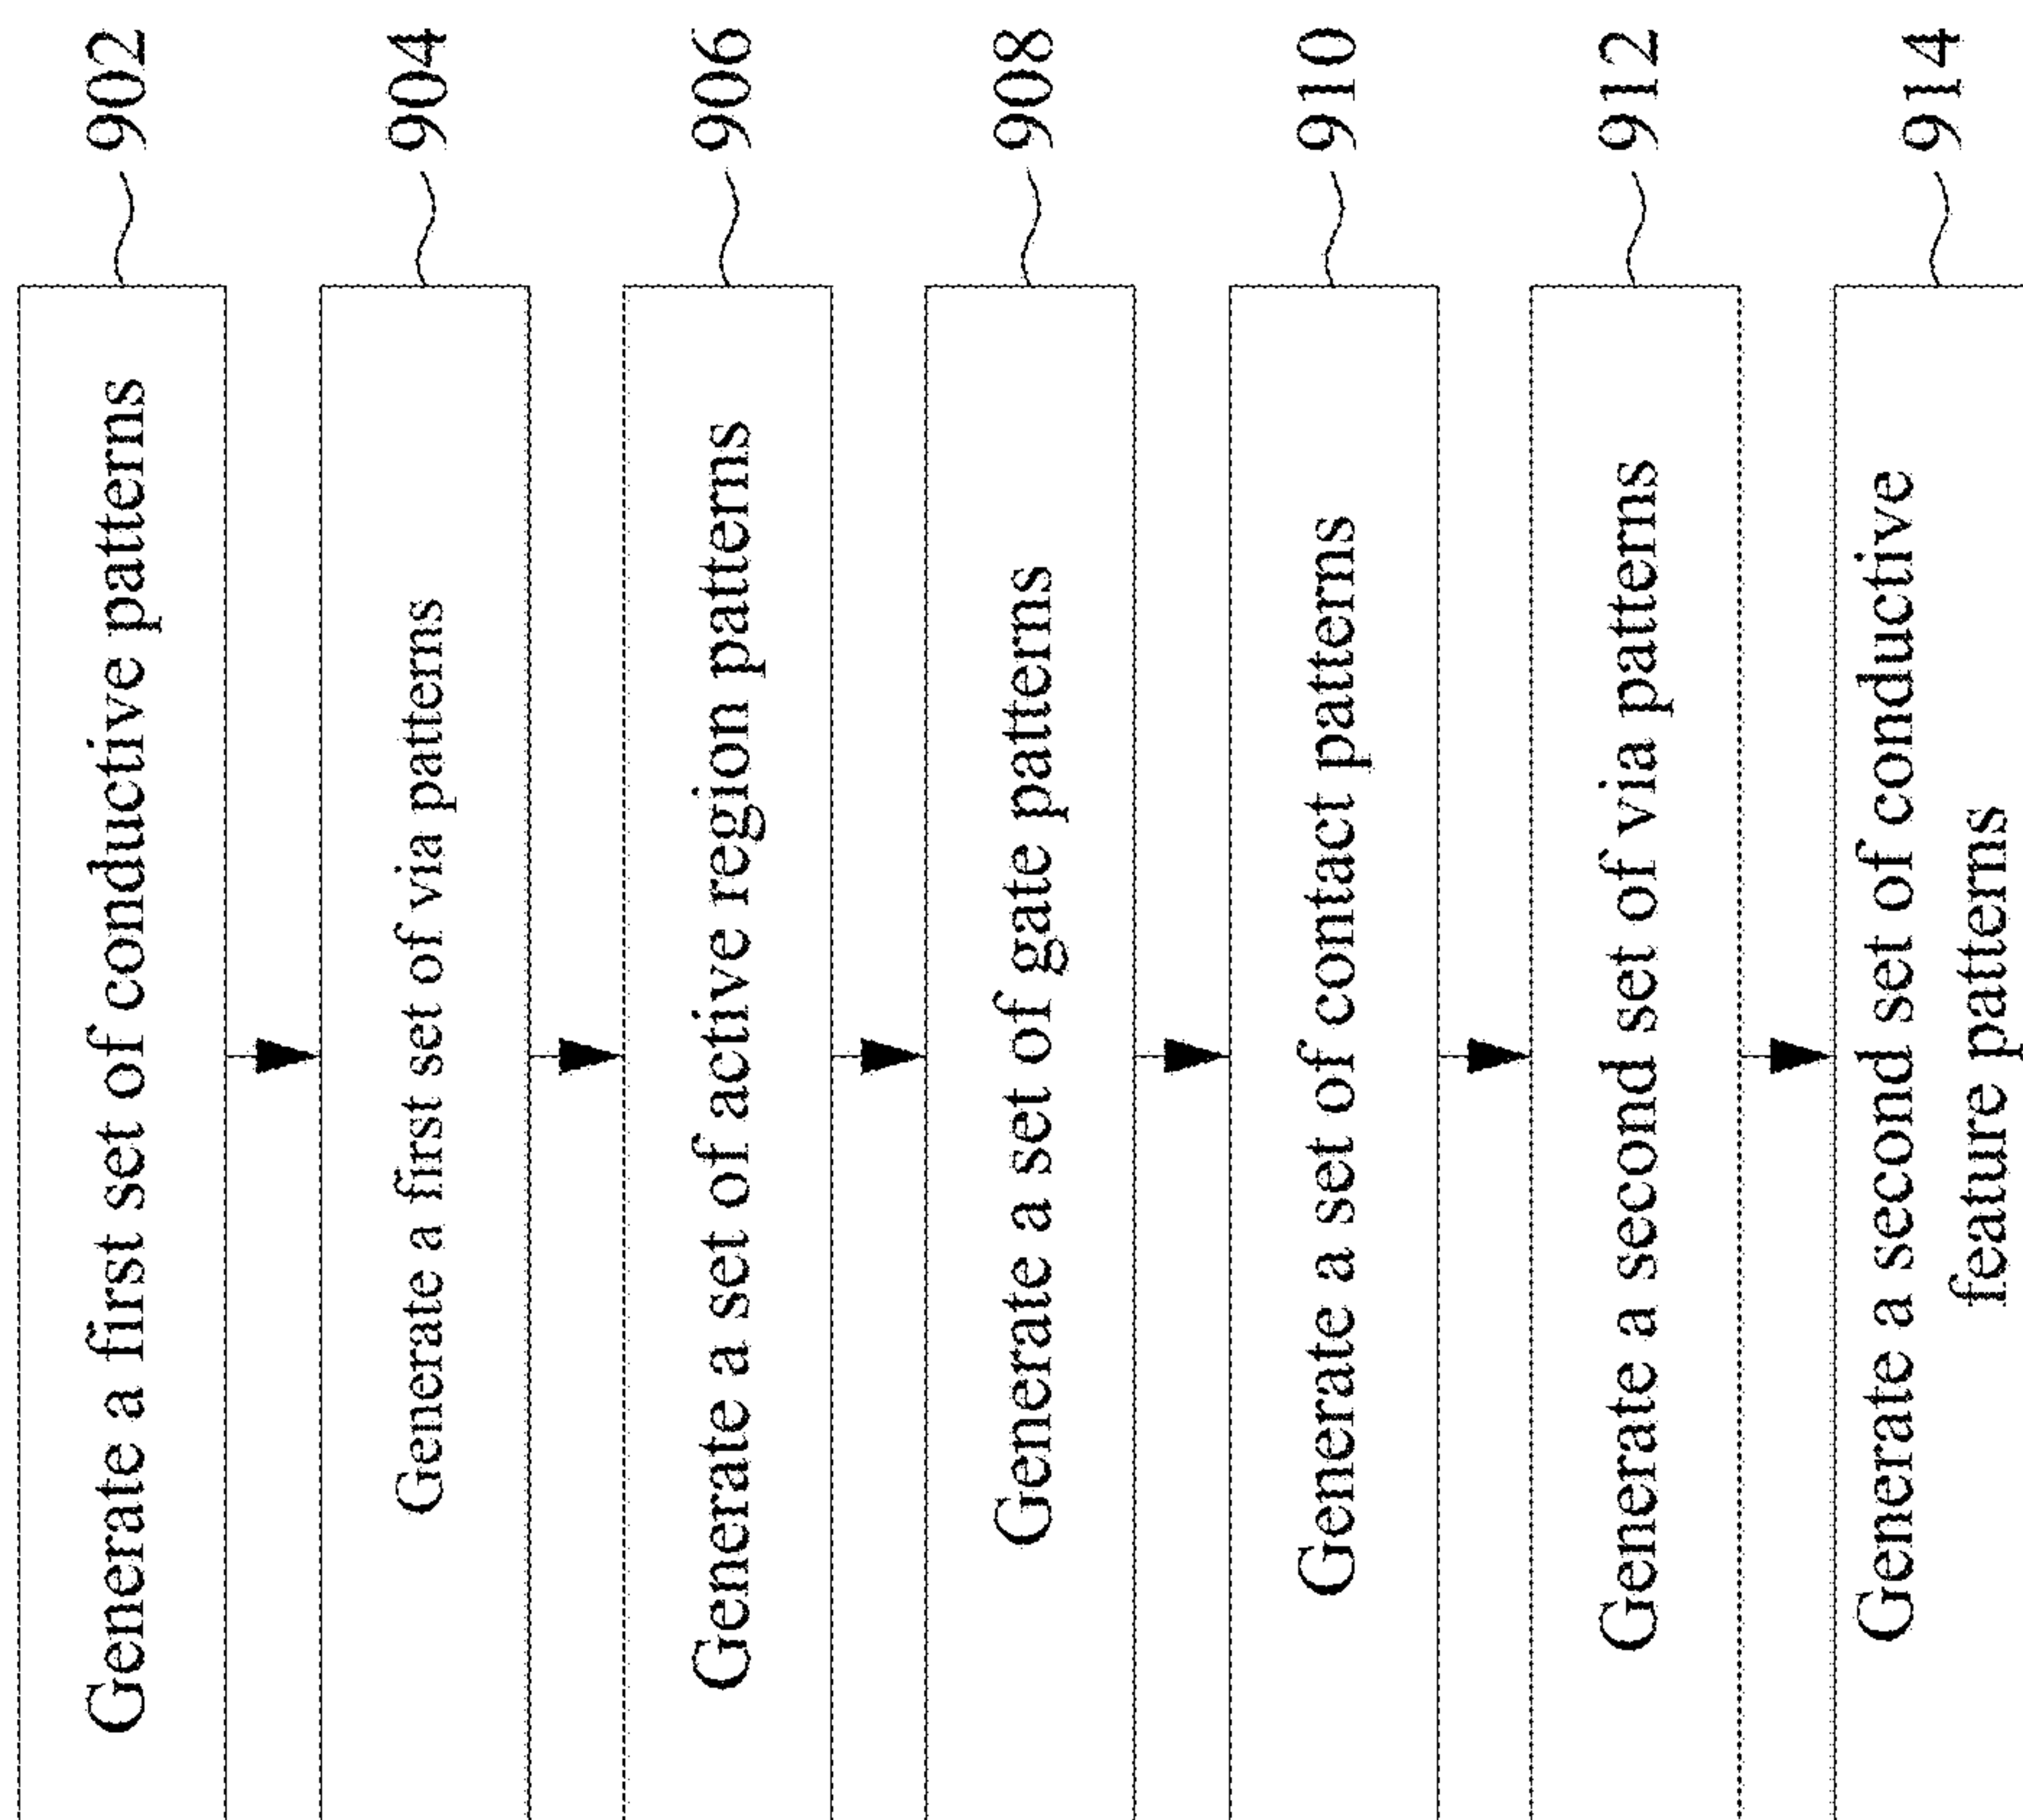 Generate a first set of conductive patterns
902
Generate a first set of via patterns
904
Generate a set of active region patterns
906
Generate a set of gate patterns
908
Generate a set of contact patterns
910
Generate a second set of via patterns
912
Generate a second set of conductive
feature patterns
914